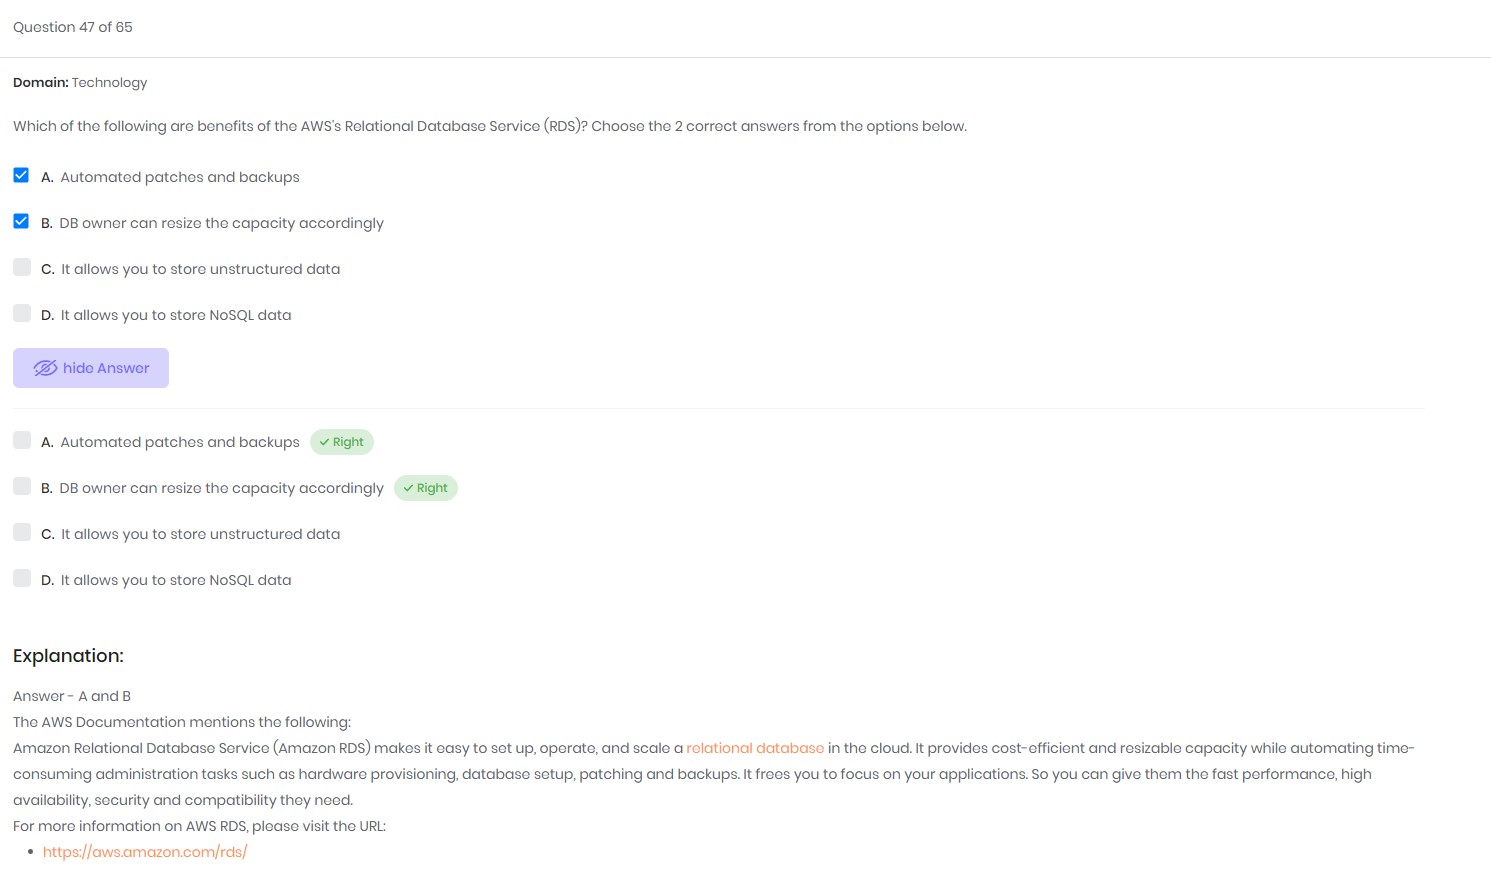 Question 47 of 65
Domain: Technology
Which of the following are benefits of the AWS's Relational Database Service (RDS)? Choose the 2 correct answers from the options below.
A. Automated patches and backups
B. DB owner can resize the capacity accordingly
C. It allows you to store unstructured data
D. It allows you to store NoSQL data
hide Answer
A. Automated patches and backups Right
B. DB owner can resize the capacity accordingly Right
C. It allows you to store unstructured data
D. It allows you to store NoSQL data
Explanation:
Answer - A and B
The AWS Documentation mentions the following:
Amazon Relational Database Service (Amazon RDS) makes it easy to set up, operate, and scale a relational database in the cloud. It provides cost-efficient and resizable capacity while automating time-
consuming administration tasks such as hardware provisioning, database setup, patching and backups. It frees you to focus on your applications. So you can give them the fast performance, high
availability, security and compatibility they need.
For more information on AWS RDS, please visit the URL:
https://aws.amazon.com/rds/